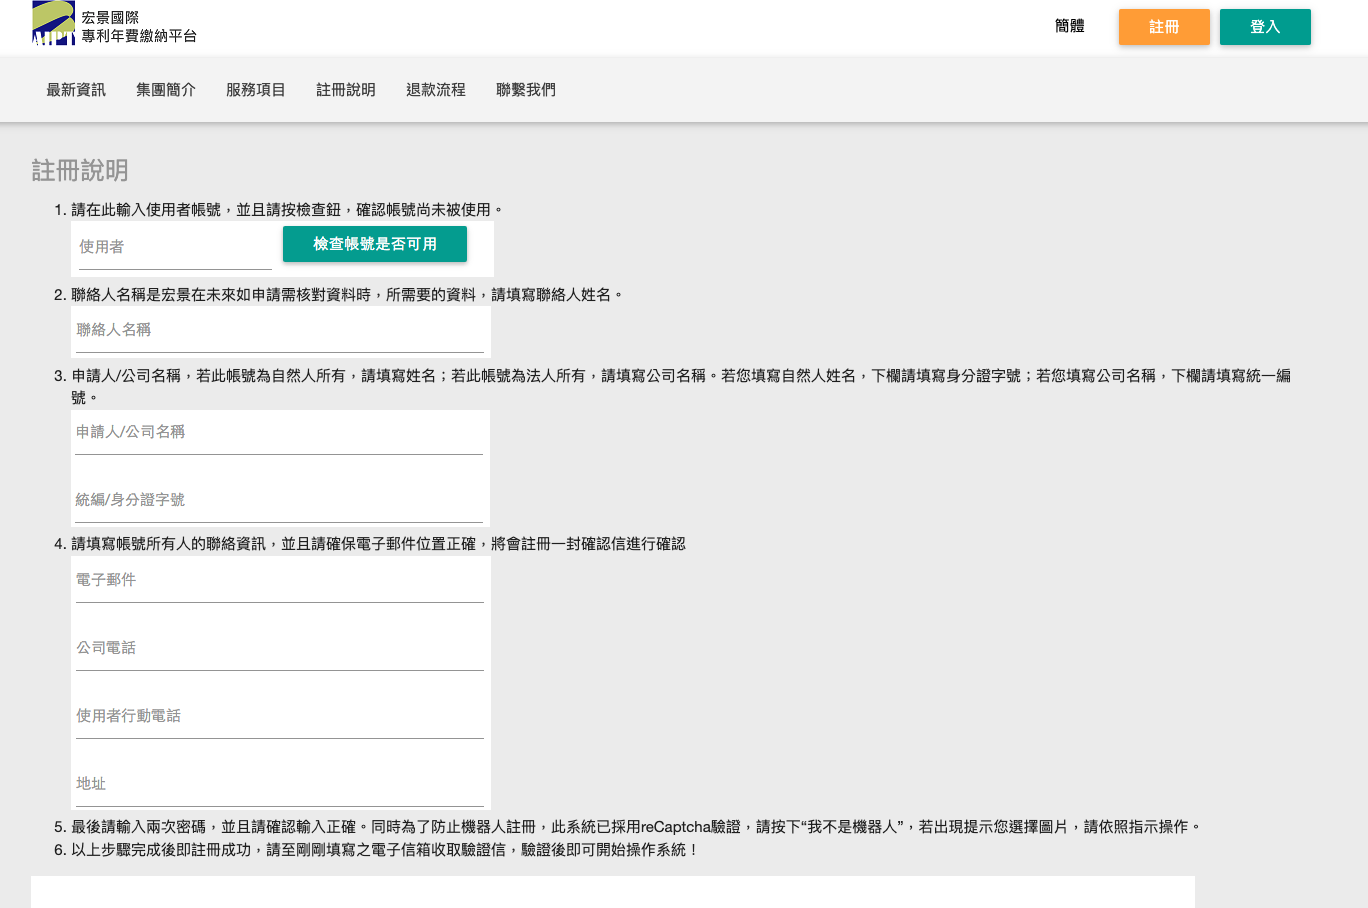 AIPT
宏景國際
專利年費繳納平台
簡體
註冊
登入
最新資訊
集團簡介
服務項目
註冊說明
退款流程
聯繫我們
註冊說明
1. 請在此輸入使用者帳號，並且請按檢查鈕，確認帳號尚未被使用。
使用者
檢查帳號是否可用
2. 聯絡人名稱是宏景在未來如申請需核對資料時，所需要的資料，請填寫聯絡人姓名。
聯絡人名稱
3. 申請人/公司名稱，若此帳號為自然人所有，請填寫姓名；若此帳號為法人所有，請填寫公司名稱。若您填寫自然人姓名，下欄請填寫身分證字號；若您填寫公司名稱，下欄請填寫統一編
號。
申請人/公司名稱
統編/身分證字號
4. 請填寫帳號所有人的聯絡資訊，並且請確保電子郵件位置正確，將會註冊一封確認信進行確認
電子郵件
公司電話
使用者行動電話
地址
5. 最後請輸入兩次密碼，並且請確認輸入正確。同時為了防止機器人註冊，此系統已採用reCaptcha驗證，請按下“我不是機器人”，若出現提示您選擇圖片，請依照指示操作。
6. 以上步驟完成後即註冊成功，請至剛剛填寫之電子信箱收取驗證信，驗證後即可開始操作系統！